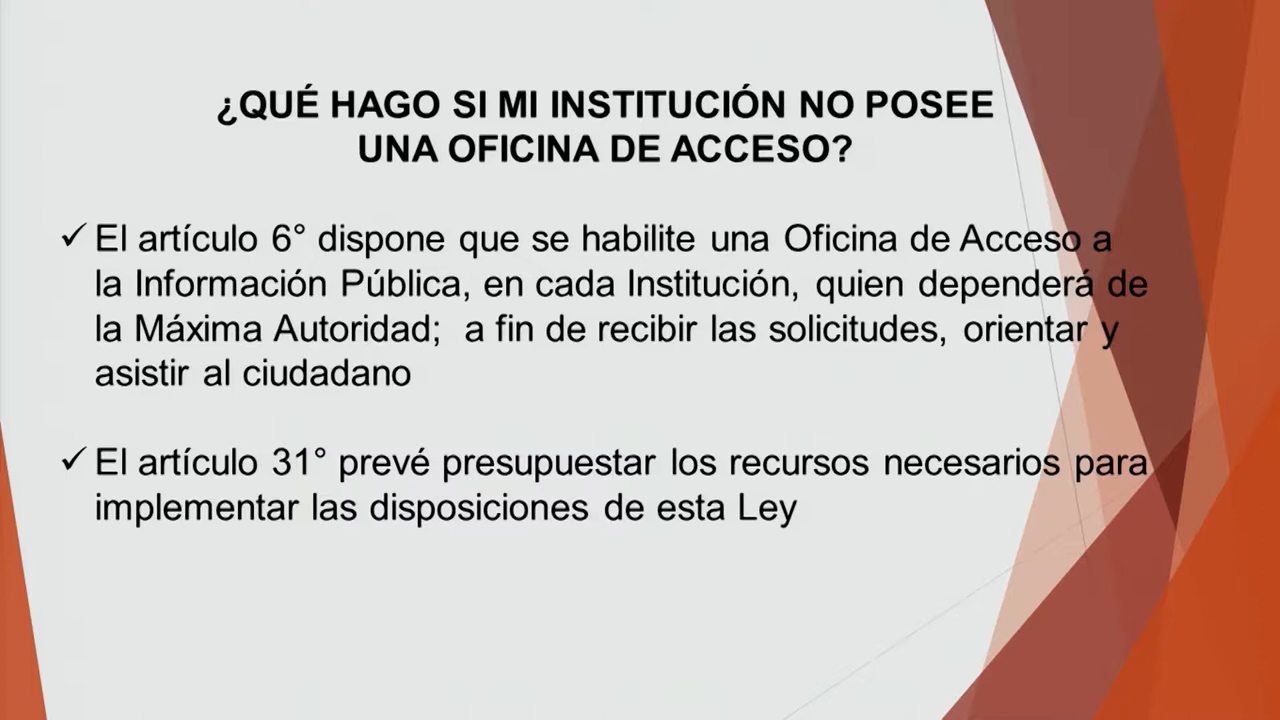 ¿QUÉ HAGO SI MI INSTITUCIÓN NO POSEE
UNA OFICINA DE ACCESO?
✓ El artículo 6° dispone que se habilite una Oficina de Acceso a
la Información Pública, en cada Institución, quien dependerá de
la Máxima Autoridad; a fin de recibir las solicitudes, orientar y
asistir al ciudadano
✓ El artículo 31° prevé presupuestar los recursos necesarios para
implementar las disposiciones de esta Ley